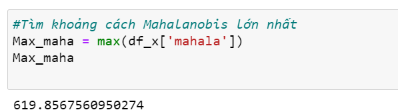 #Tìm khoảng cách Mahalanobis lớn nhất
Max_maha = max(df_x['mahala'])
Max_maha
619.8567560950274